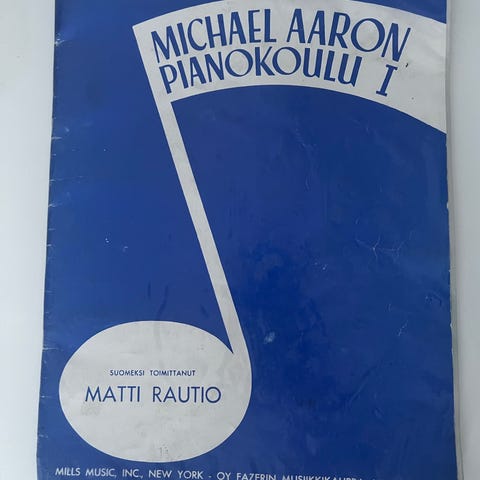 MICHAEL AARON
PIANOKOULU I
SUOMEKSI TOIMITTANUT
MATTI RAUTIO
MILLS MUSIC, INC., NEW YORK - OY FAZERIN